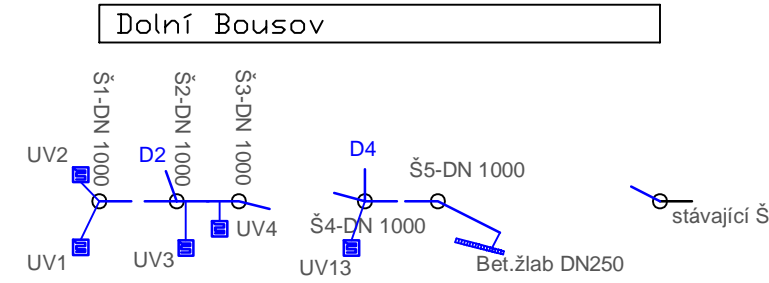 Dolní Bousov
Š1-DN 1000
Š2-DN 1000
Š3-DN 1000
UV2
D2
D4
Š5-DN 1000
Š4-DN 1000
UV4
stávající Š
UV1
UV3
UV13
Bet.žlab DN250